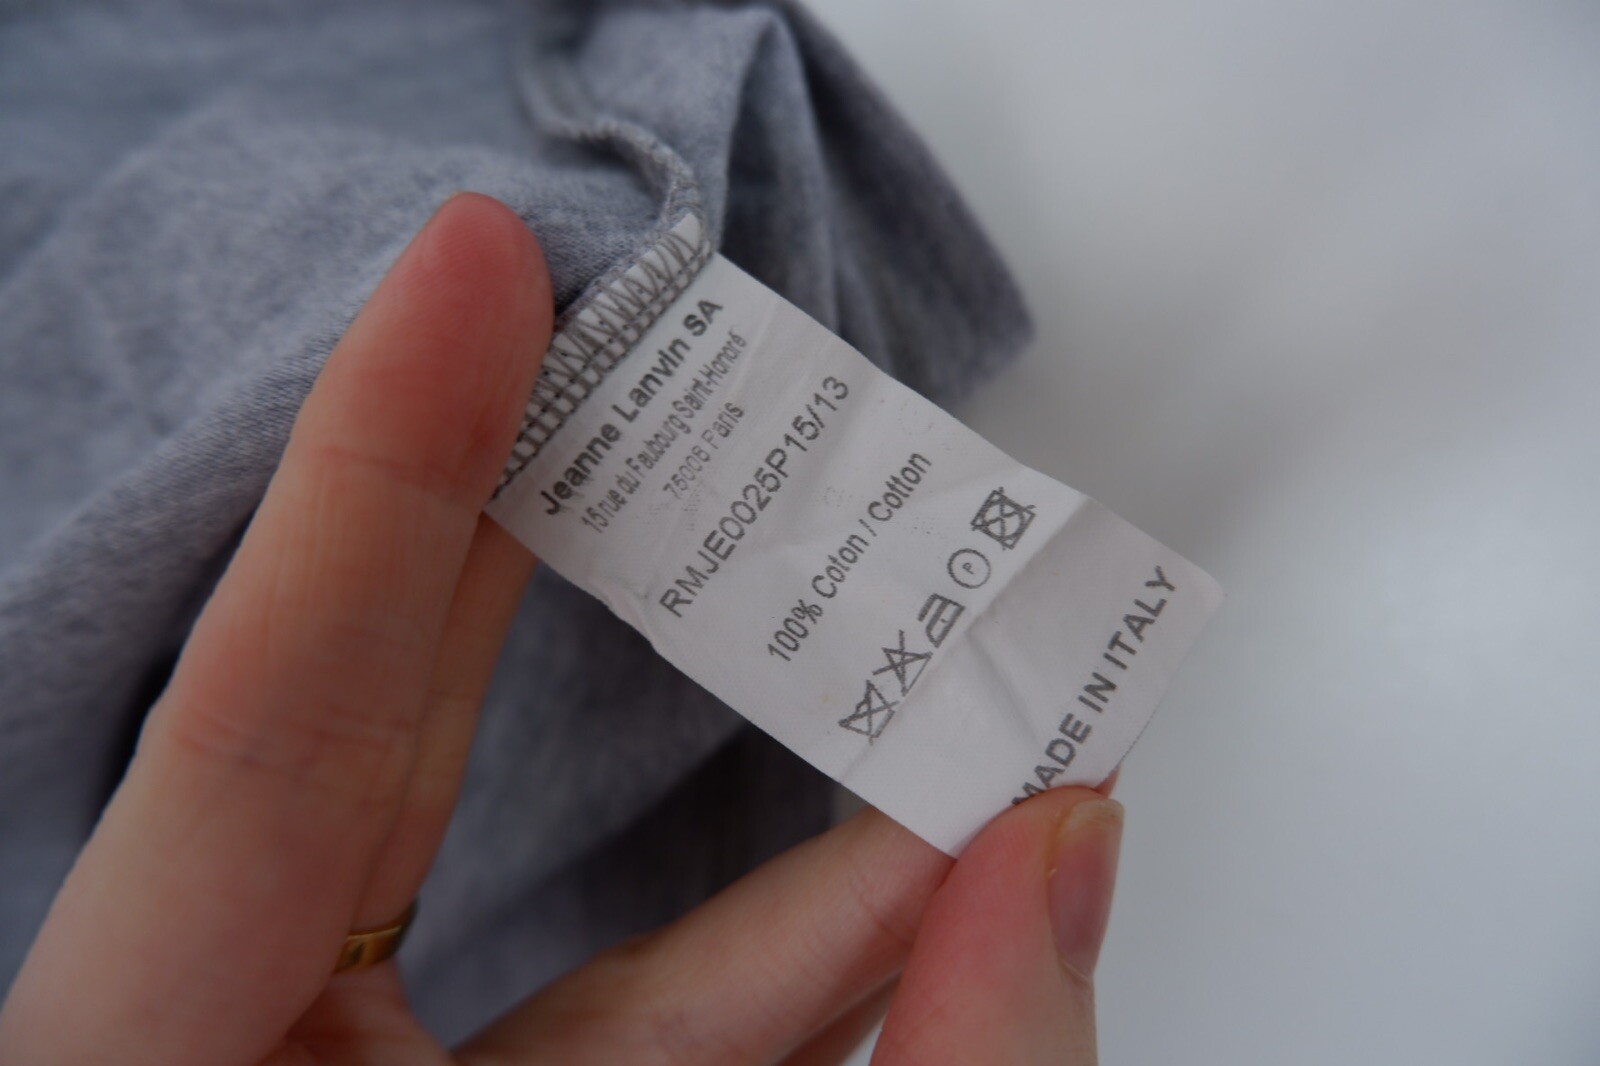 Jeanne Lanvin SA
15 rue du Faubourg Saint-Honoré
75008 Paris
RMJE0025P15/13
100% Coton / Cotton
P
MADE IN ITALY